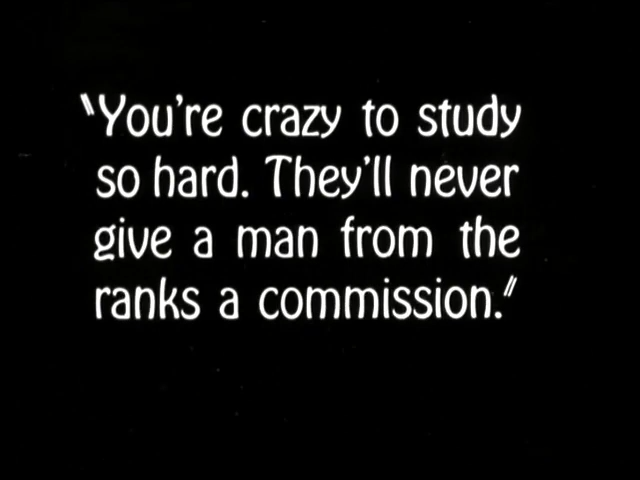 "You're crazy to study
so hard. They'll never
give a man from the
ranks a commission."